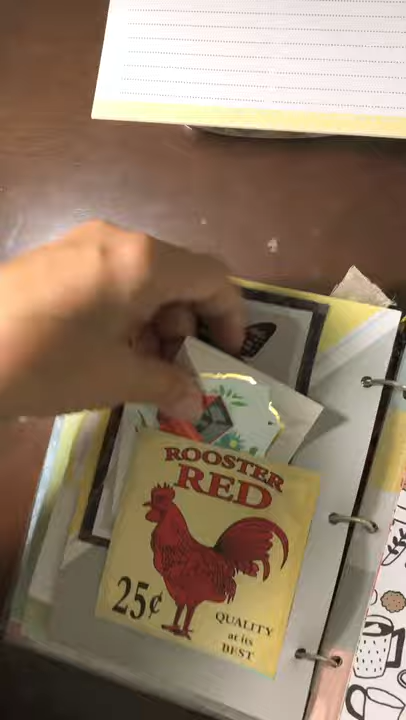 ROOSTER
RED
25¢
QUALITY
at its
BEST